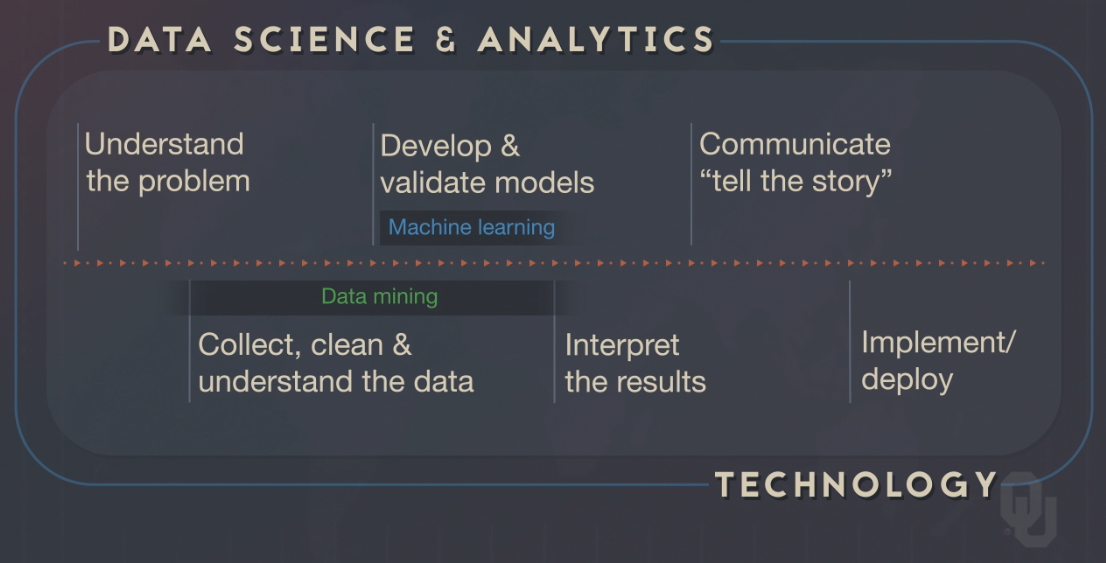 DATA SCIENCE & ANALYTICS
Understand
the problem
Develop &
validate models
Machine learning
Communicate
“tell the story”
Data mining
Collect, clean &
understand the data
Interpret
the results
Implement/
deploy
TECHNOLOGY
OU